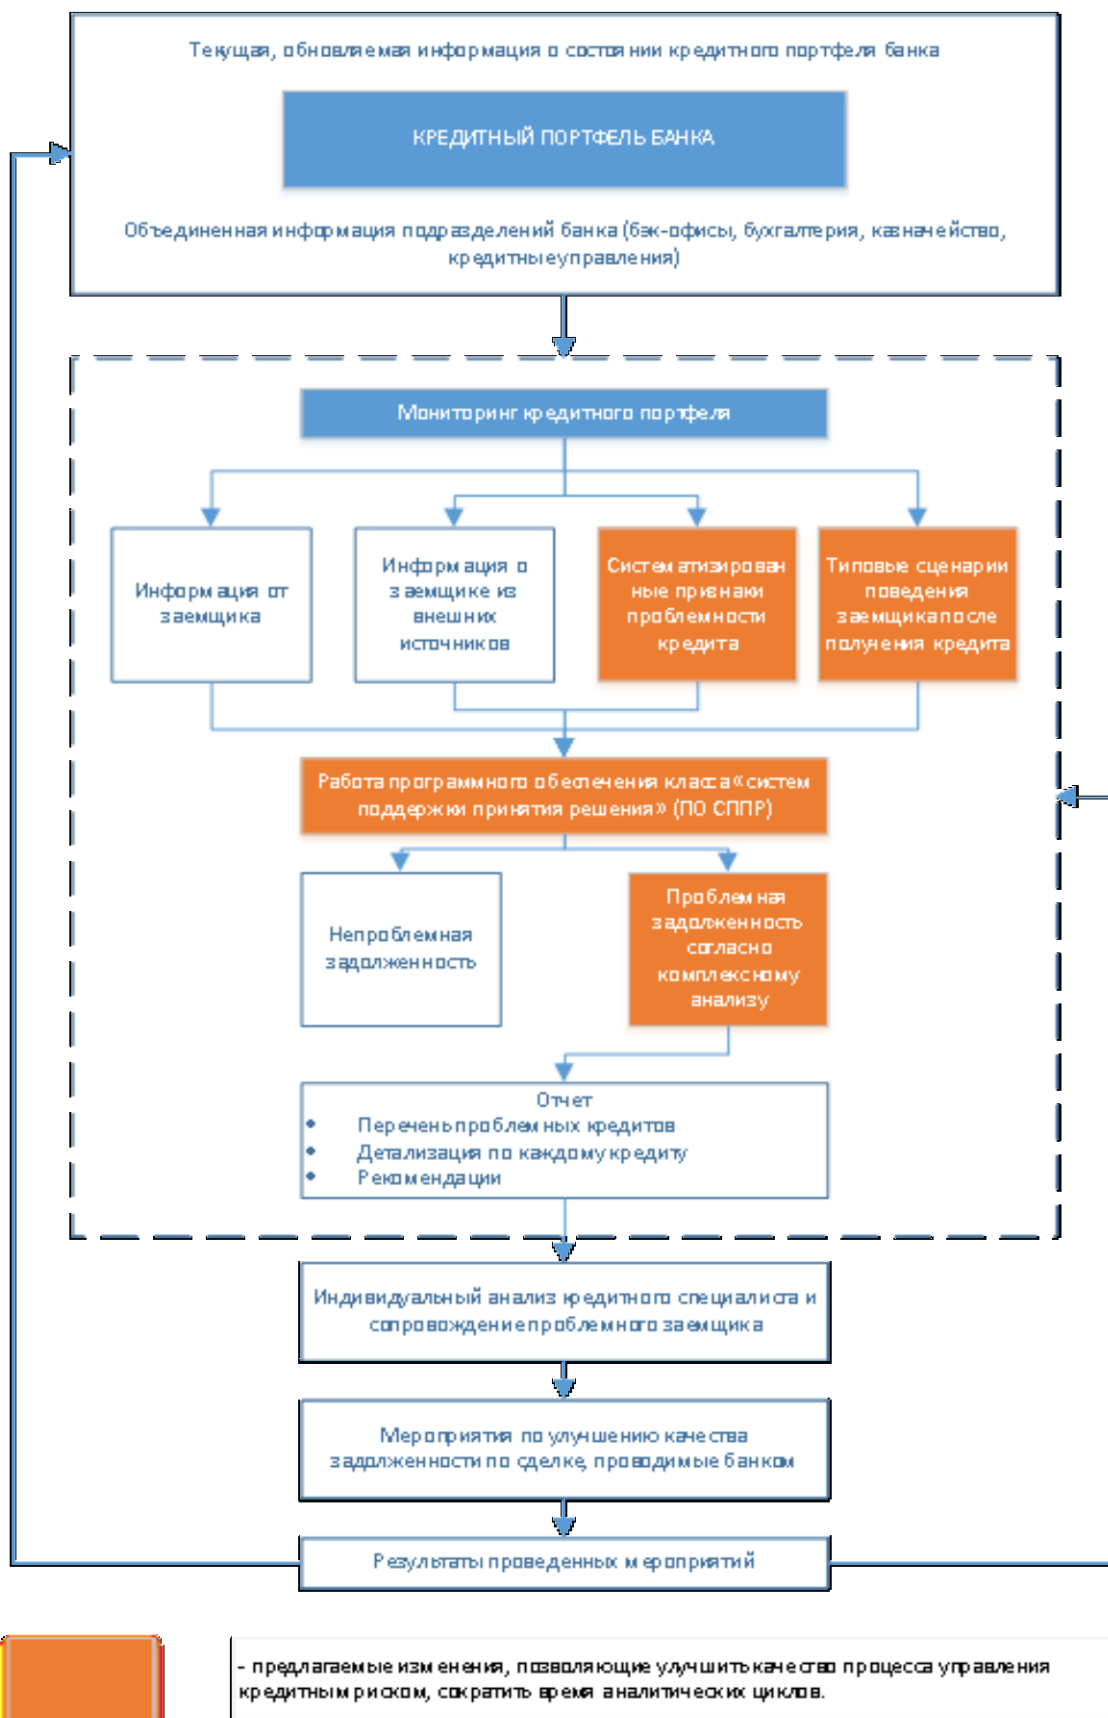 Текущая, обновляемая информация о состоянии кредитного портфеля банка
КРЕДИТНЫЙ ПОРТФЕЛЬ БАНКА
Объединенная информация подразделений банка (бэк-офисы, бухгалтерия, казначейство,
кредитные управления)
Мониторинг кредитного портфеля
Информация от
заемщика
Информация о
заемщике из
внешних
источников
Систематизирован
ные признаки
проблемности
кредита
Типовые сценарии
поведения
заемщика после
получения кредита
Работа программного обеспечения класса «систем
поддержки принятия решения» (ПО СППР)
Непроблемная
задолженность
Проблемная
задолженность
согласно
комплексному
анализу
Отчет
• Перечень проблемных кредитов
• Детализация по каждому кредиту
• Рекомендации
Индивидуальный анализ кредитного специалиста и
сопровождение проблемного заемщика
Мероприятия по улучшению качества
задолженности по сделке, проводимые банком
Результаты проведенных мероприятий
- предлагаемые изменения, позволяющие улучшить качество процесса управления
кредитным риском, сократить время аналитических циклов.